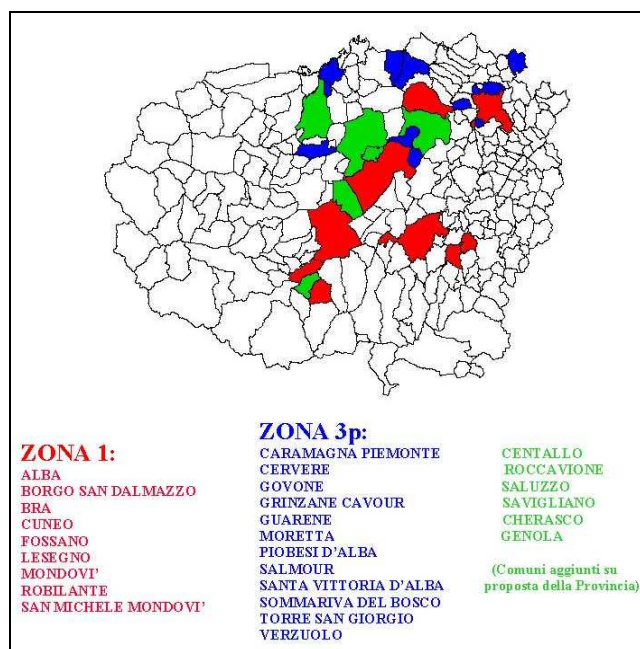 ZONA 1:
ALBA
BORGO SAN DALMAZZO
BRA
CUNEO
FOSSANO
LESEGNO
MONDOVI'
ROBILANTE
SAN MICHELE MONDOVI'
ZONA 3p:
CARAMAGNA PIEMONTE
CERVERE
GOVONE
GRINZANE CAVOUR
GUARENE
MORETTA
PIOBESI D'ALBA
SALMOUR
SANTA VITTORIA D'ALBA
SOMMARIVA DEL BOSCO
TORRE SAN GIORGIO
VERZUOLO
CENTALLO
ROCCAVIONE
SALUZZO
SAVIGLIANO
CHERASCO
GENOLA
(Comuni aggiunti su
proposta della Provincia)